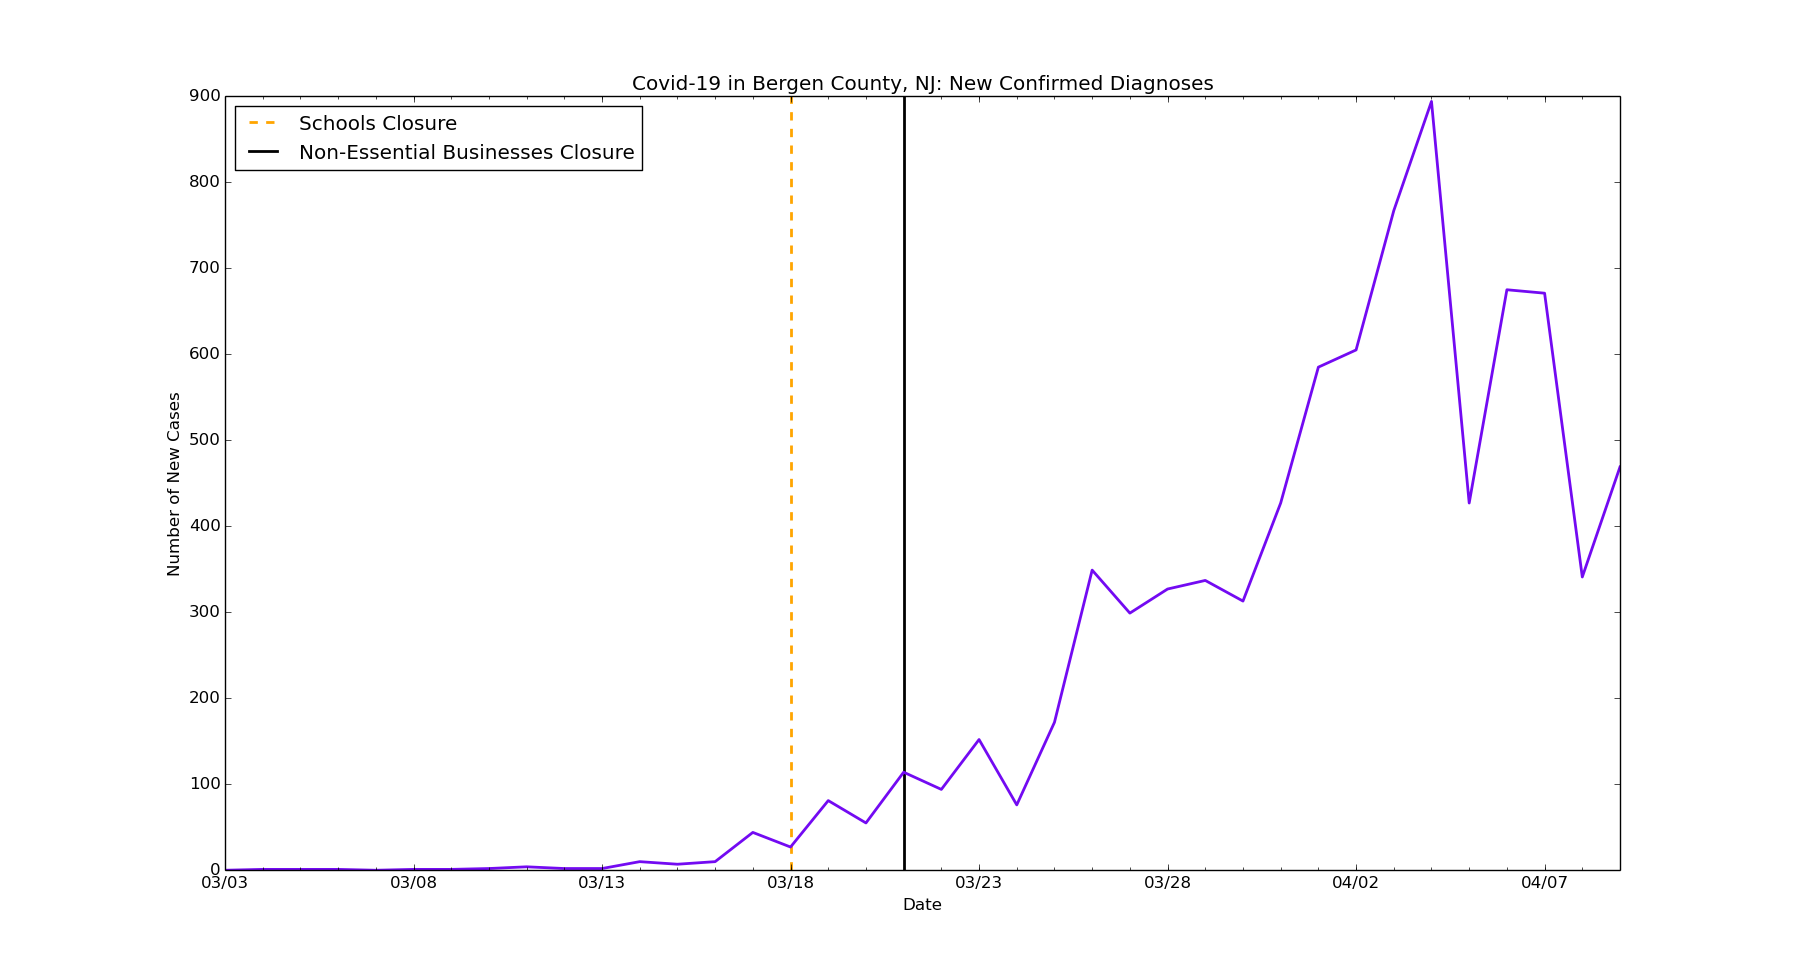 Covid-19 in Bergen County, NJ: New Confirmed Diagnoses
900
Schools Closure
Non-Essential Businesses Closure
800
700
600
500
400
300
200
100
0
Number of New Cases
03/03 03/08 03/13 03/18 03/23 03/28 04/02 04/07
Date